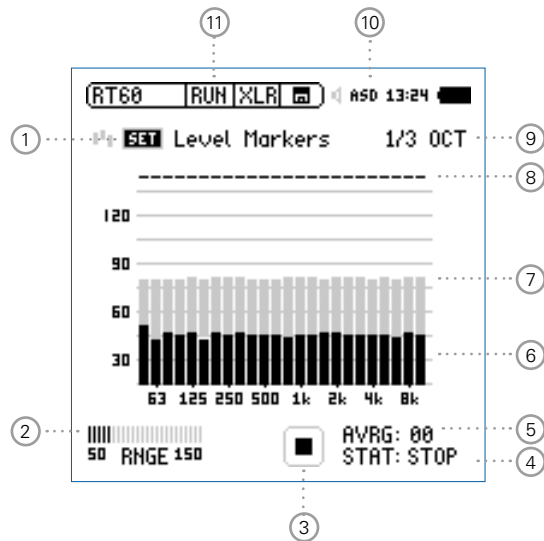 11
10
RT60 RUN XLR ASD 13:24
1 SET Level Markers 1/3 OCT 9
8
120
90
7
60
6
30
63 125 250 500 1k 2k 4k 8k
2 AVRG: 00 5
50 RNGE 150 STAT: STOP 4
3